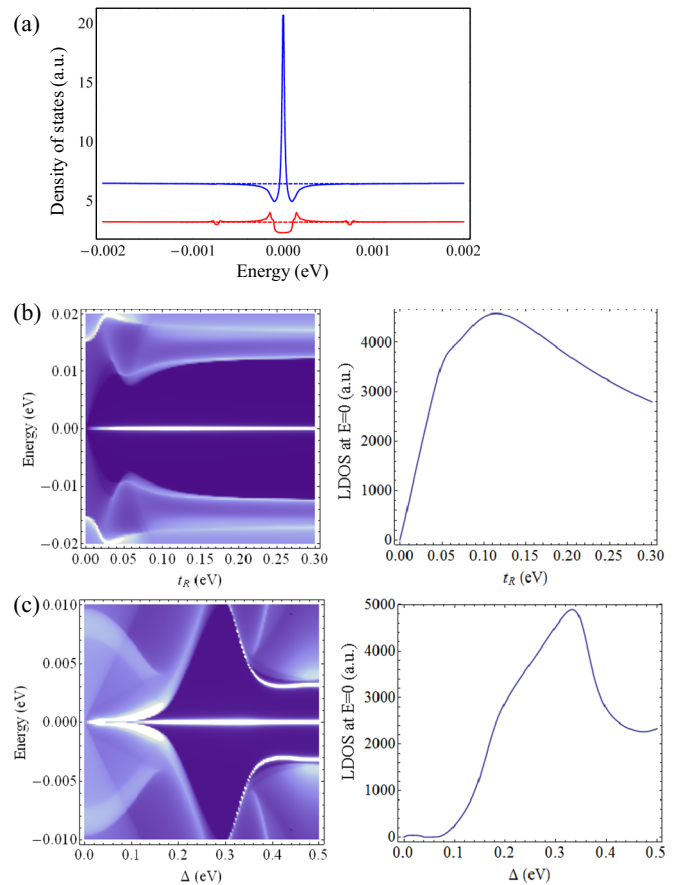 (a)
Density of states (a.u.)
20
15
10
5
−0.002 −0.001 0.000 0.001 0.002
Energy (eV)
(b)
Energy (eV)
0.02
0.01
0.00
−0.01
−0.02
0.00 0.05 0.10 0.15 0.20 0.25 0.30
t_R (eV)
LDOS at E=0 (a.u.)
4000
3000
2000
1000
0
0.00 0.05 0.10 0.15 0.20 0.25 0.30
t_R (eV)
(c)
Energy (eV)
0.010
0.005
0.000
−0.005
−0.010
0.0 0.1 0.2 0.3 0.4 0.5
Δ (eV)
LDOS at E=0 (a.u.)
5000
4000
3000
2000
1000
0
0.0 0.1 0.2 0.3 0.4 0.5
Δ (eV)